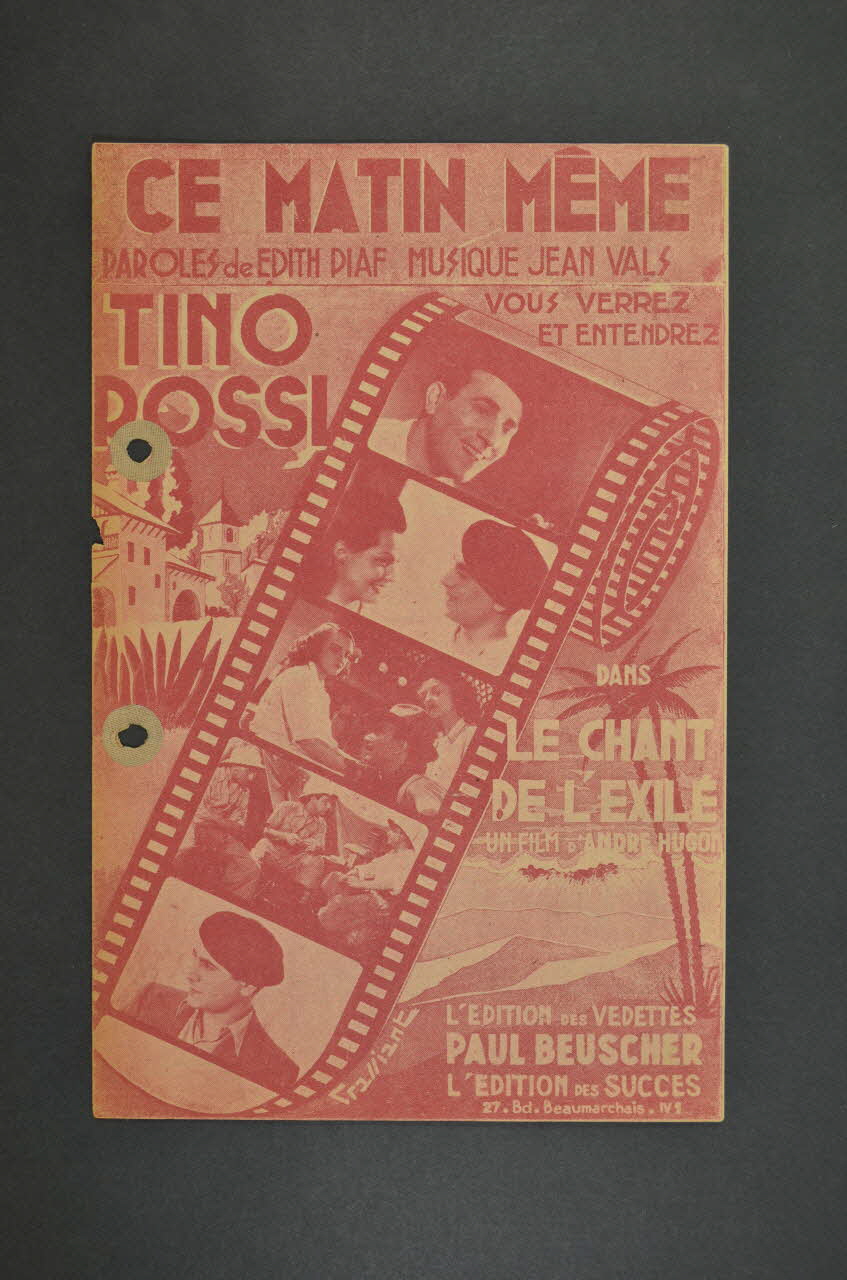 CE MATIN MÊME
PAROLES de EDITH PIAF MUSIQUE JEAN VALS
TINO
ROSSI
VOUS VERREZ
ET ENTENDREZ
DANS
LE CHANT
DE L'EXILÉ
UN FILM D'ANDRÉ HUGON
L'EDITION DES VEDETTES
PAUL BEUSCHER
L'EDITION DES SUCCES
27. Bd. Beaumarchais.